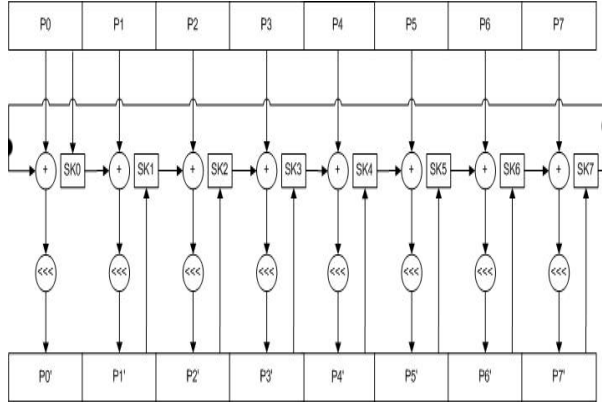 P0 P1 P2 P3 P4 P5 P6 P7
+ SK0 + SK1 + SK2 + SK3 + SK4 + SK5 + SK6 + SK7
<<< <<< <<< <<< <<< <<< <<< <<<
P0' P1' P2' P3' P4' P5' P6' P7'